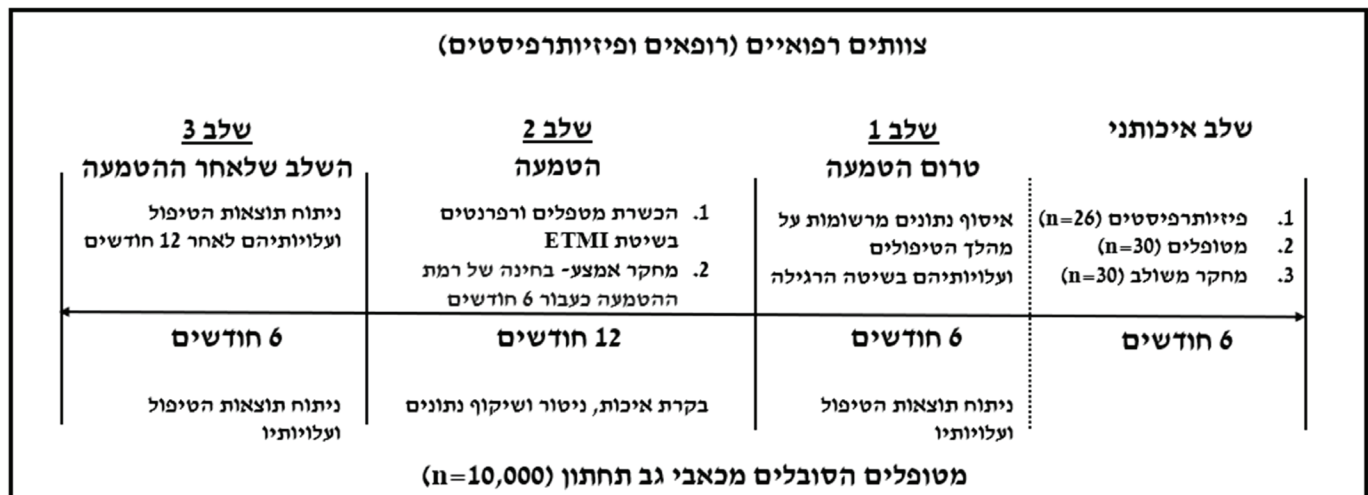 צוותים רפואיים (רופאים ופיזיותרפיסטים)
שלב איכותני
1. פיזיותרפיסטים (n=26)
2. מטופלים (n=30)
3. מחקר משולב (n=30)
6 חודשים
שלב 1
טרום הטמעה
איסוף נתונים מרשומות על
מהלך הטיפולים
ועלויותיהם בשיטה הרגילה
6 חודשים
ניתוח תוצאות הטיפול
ועלויותיו
שלב 2
הטמעה
1. הכשרת מטפלים ורפרנטים
בשיטת ETMI
2. מחקר אמצע- בחינה של רמת
ההטמעה כעבור 6 חודשים
12 חודשים
בקרת איכות, ניטור ושיקוף נתונים
שלב 3
השלב שלאחר ההטמעה
ניתוח תוצאות הטיפול
ועלויותיהם לאחר 12 חודשים
6 חודשים
ניתוח תוצאות הטיפול
ועלויותיו
מטופלים הסובלים מכאבי גב תחתון (n=10,000)